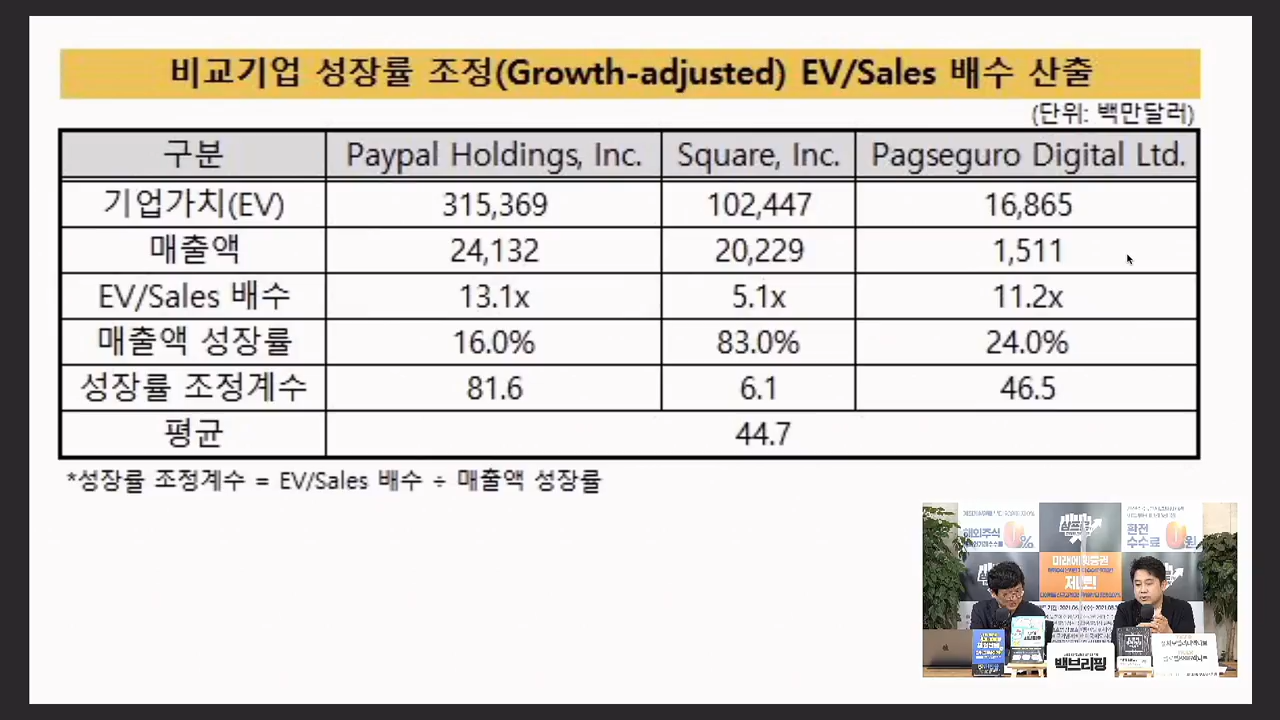 비교기업 성장률 조정(Growth-adjusted) EV/Sales 배수 산출
(단위: 백만달러)
구분 Paypal Holdings, Inc. Square, Inc. Pagseguro Digital Ltd.
기업가치(EV) 315,369 102,447 16,865
매출액 24,132 20,229 1,511
EV/Sales 배수 13.1x 5.1x 11.2x
매출액 성장률 16.0% 83.0% 24.0%
성장률 조정계수 81.6 6.1 46.5
평균 44.7
*성장률 조정계수 = EV/Sales 배수 ÷ 매출액 성장률
해외주식
0%
삼프로
환전
수수료 0원
미래에셋증권
백브리핑